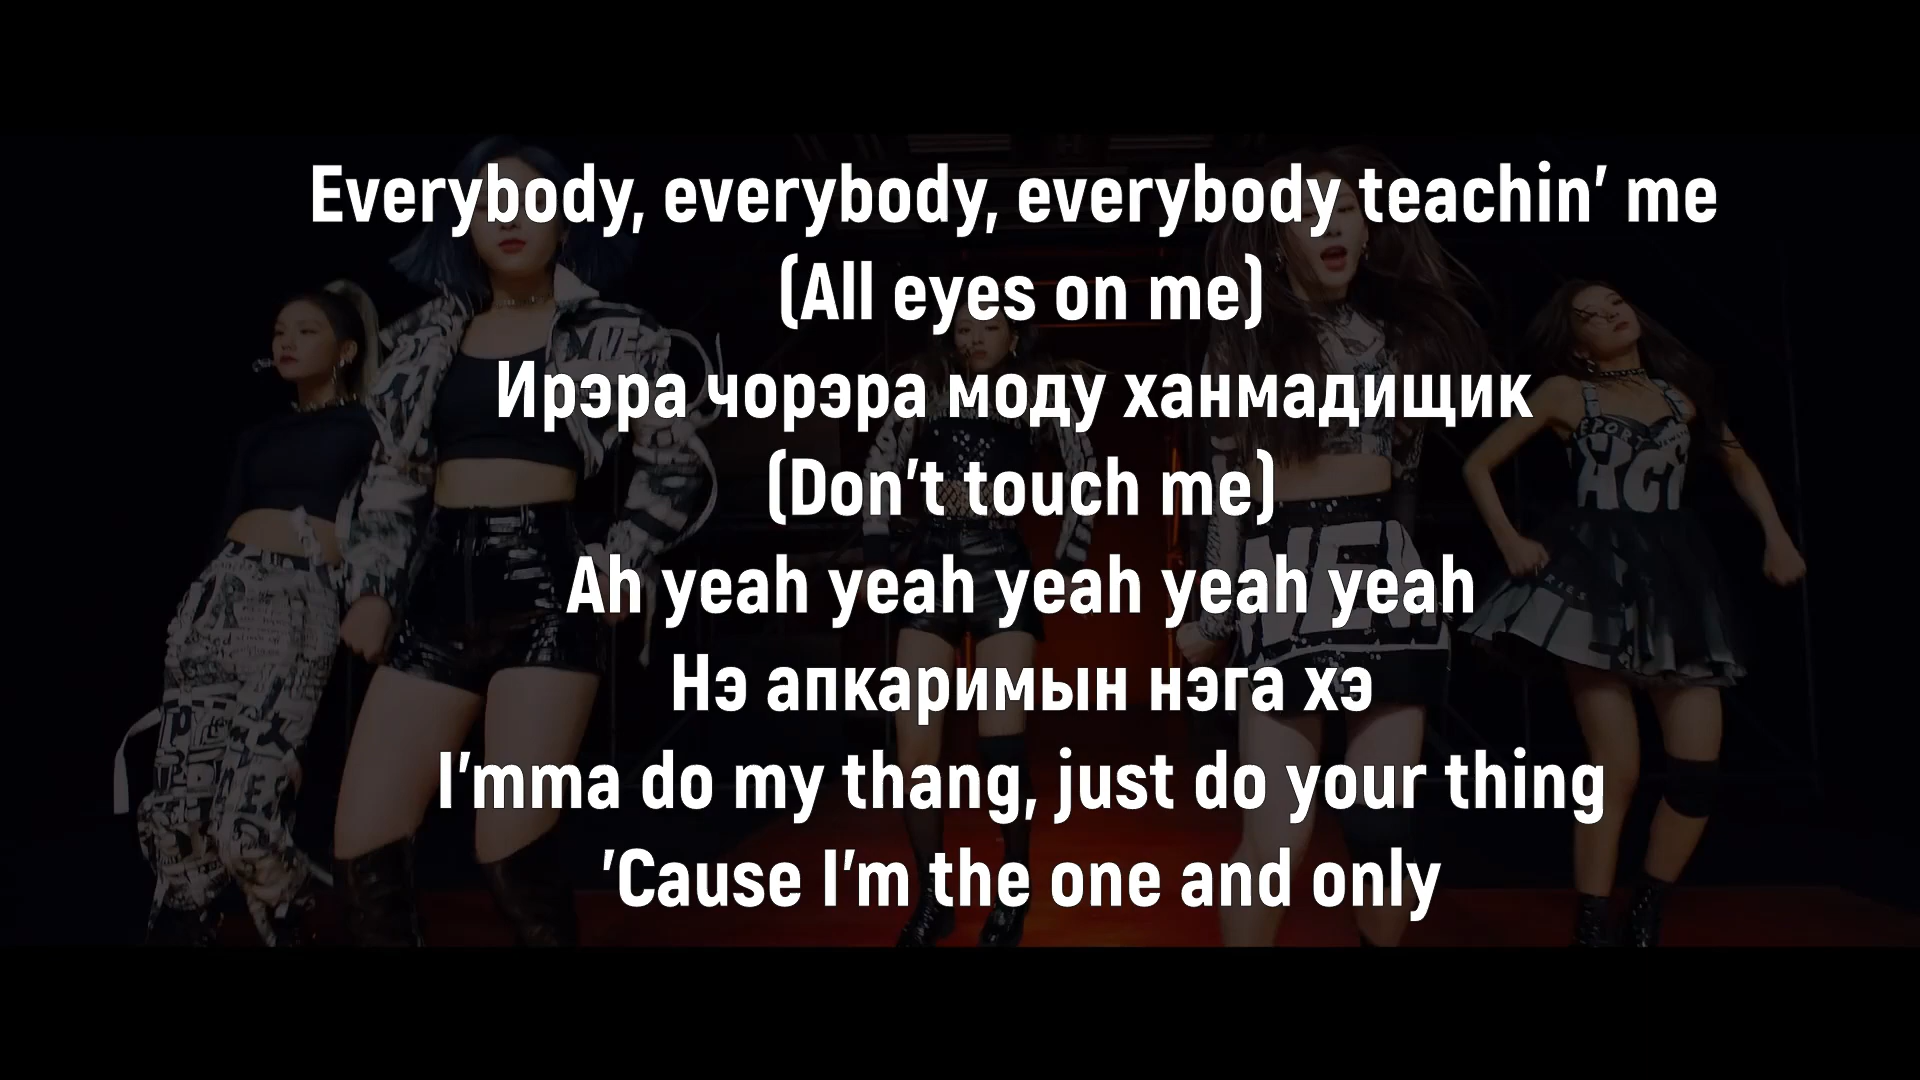 Everybody, everybody, everybody teachin’ me
(All eyes on me)
Ирэра чорэра моду ханмадищик
(Don’t touch me)
Ah yeah yeah yeah yeah yeah
Нэ апкаримын нэга хэ
I’mma do my thang, just do your thing
’Cause I’m the one and only